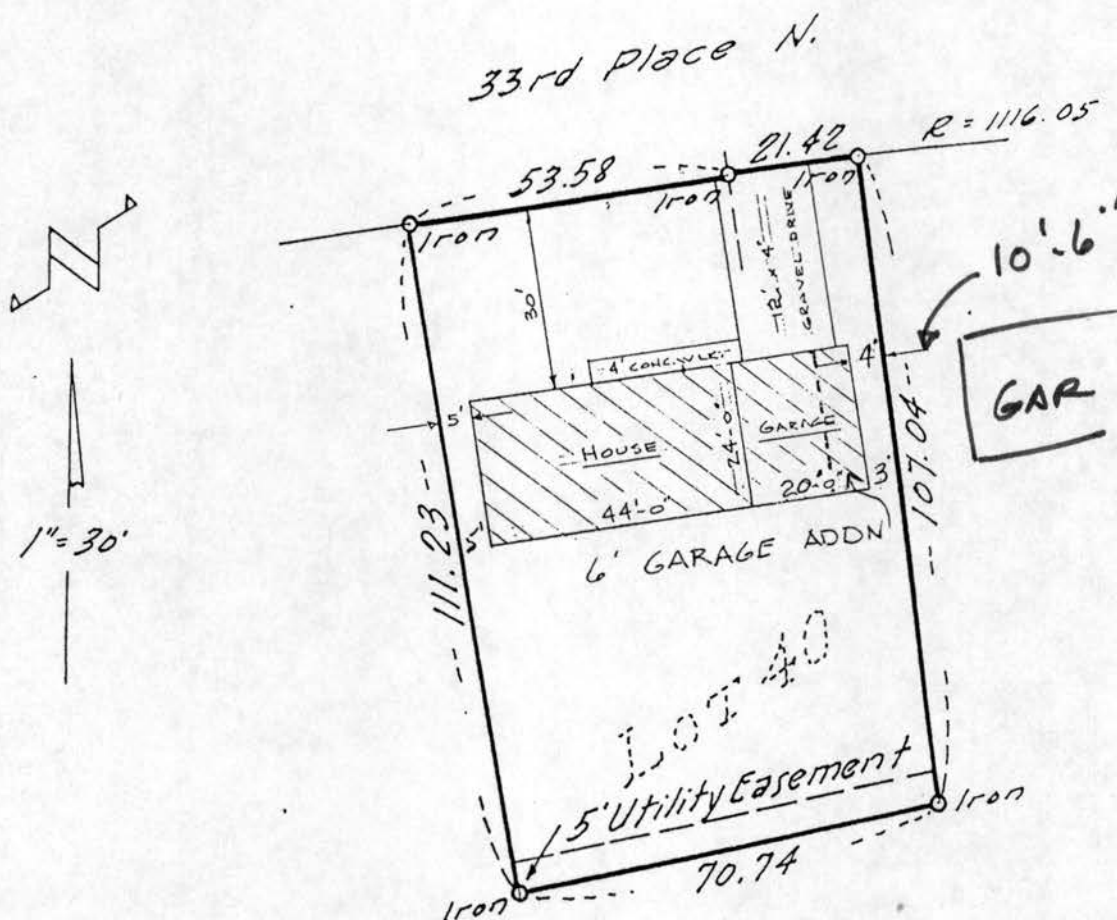 33rd Place N.
R = 1116.05
21.42
53.58
Iron
Iron
Iron
N
10'-6"
GRAVEL DRIVE
30'
4' CONC. WLK.
4'
GAR
5'
24'-0"
GARAGE
HOUSE
107.04
20'-0"
3'
44'-0"
1" = 30'
111.23
5'
6' GARAGE ADDN
LOT 40
5' Utility Easement
Iron
70.74
Iron